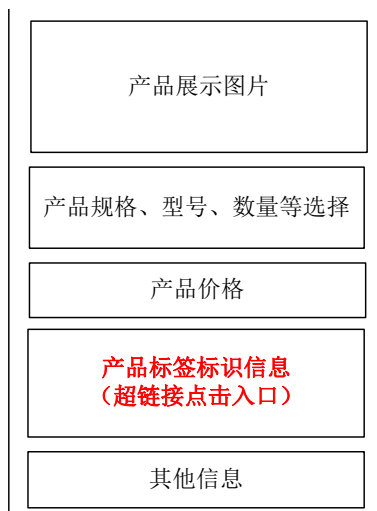 产品展示图片
产品规格、型号、数量等选择
产品价格
产品标签标识信息
（超链接点击入口）
其他信息